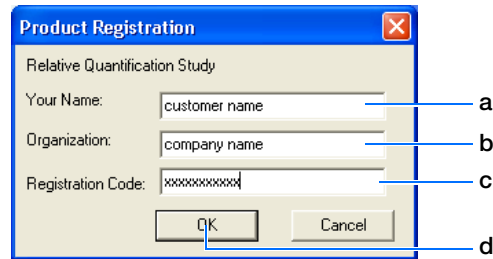 Product Registration
Relative Quantification Study
Your Name: customer name a
Organization: company name b
Registration Code: xxxxxxxxxxx c
OK Cancel
d